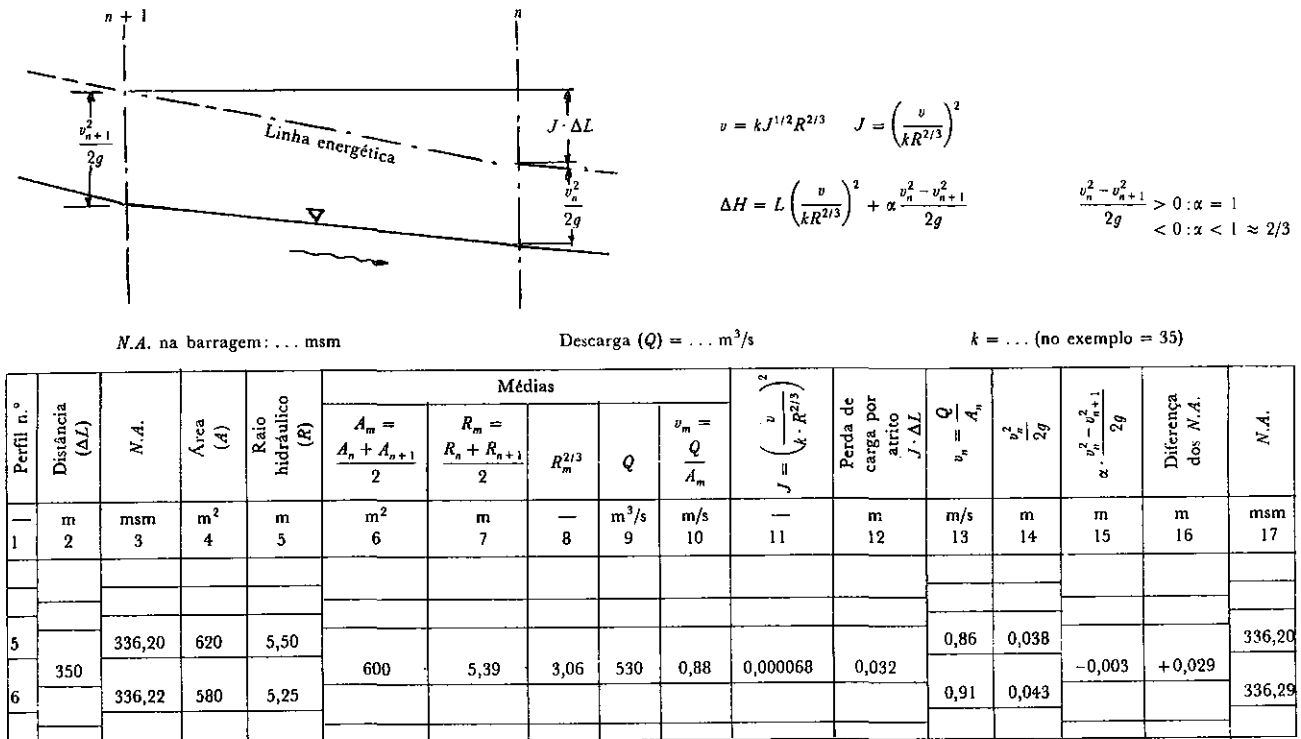 n + 1
n
v²ₙ₊₁/2g
Linha energética
J · ΔL
v²ₙ/2g
v = kJ^{1/2}R^{2/3} J = (v/kR^{2/3})²
ΔH = L (v/kR^{2/3})² + α (v²ₙ − v²ₙ₊₁)/2g
(v²ₙ − v²ₙ₊₁)/2g > 0 : α = 1
< 0 : α < 1 ≈ 2/3
N.A. na barragem: ... msm Descarga (Q) = ... m³/s k = ... (no exemplo = 35)
Perfil n.°
Distância (ΔL)
N.A.
Área (A)
Raio hidráulico (R)
Médias
Aₘ = (Aₙ + Aₙ₊₁)/2
Rₘ = (Rₙ + Rₙ₊₁)/2
Rₘ^{2/3}
Q
vₘ = Q/Aₘ
J = (v/k · R^{2/3})²
Perda de carga por atrito J · ΔL
vₙ = Q/Aₙ
v²ₙ/2g
α · (v²ₙ − v²ₙ₊₁)/2g
Diferença dos N.A.
N.A.
— m msm m² m m² m — m³/s m/s — m m/s m m m msm
1 2 3 4 5 6 7 8 9 10 11 12 13 14 15 16 17
5 336,20 620 5,50 0,86 0,038 336,20
350 600 5,39 3,06 530 0,88 0,000068 0,032 −0,003 +0,029
6 336,22 580 5,25 0,91 0,043 336,29